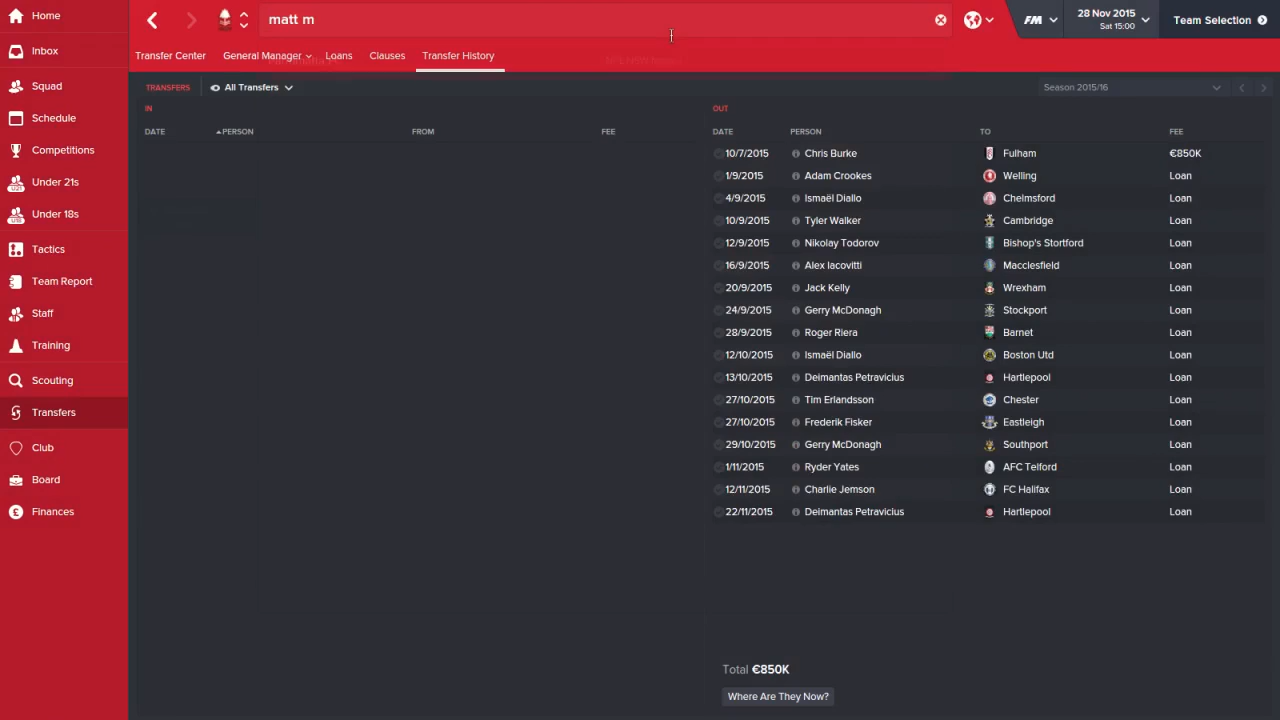 Home
Inbox
Squad
Schedule
Competitions
Under 21s
Under 18s
Tactics
Team Report
Staff
Training
Scouting
Transfers
Club
Board
Finances
matt m
FM
28 Nov 2015
Sat 15:00
Team Selection
Transfer Center
General Manager
Loans
Clauses
Transfer History
TRANSFERS
All Transfers
Season 2015/16
IN
DATE PERSON FROM FEE
OUT
DATE PERSON TO FEE
10/7/2015 Chris Burke Fulham €850K
1/9/2015 Adam Crookes Welling Loan
4/9/2015 Ismaël Diallo Chelmsford Loan
10/9/2015 Tyler Walker Cambridge Loan
12/9/2015 Nikolay Todorov Bishop's Stortford Loan
16/9/2015 Alex Iacovitti Macclesfield Loan
20/9/2015 Jack Kelly Wrexham Loan
24/9/2015 Gerry McDonagh Stockport Loan
28/9/2015 Roger Riera Barnet Loan
12/10/2015 Ismaël Diallo Boston Utd Loan
13/10/2015 Deimantas Petravicius Hartlepool Loan
27/10/2015 Tim Erlandsson Chester Loan
27/10/2015 Frederik Fisker Eastleigh Loan
29/10/2015 Gerry McDonagh Southport Loan
1/11/2015 Ryder Yates AFC Telford Loan
12/11/2015 Charlie Jemson FC Halifax Loan
22/11/2015 Deimantas Petravicius Hartlepool Loan
Total €850K
Where Are They Now?